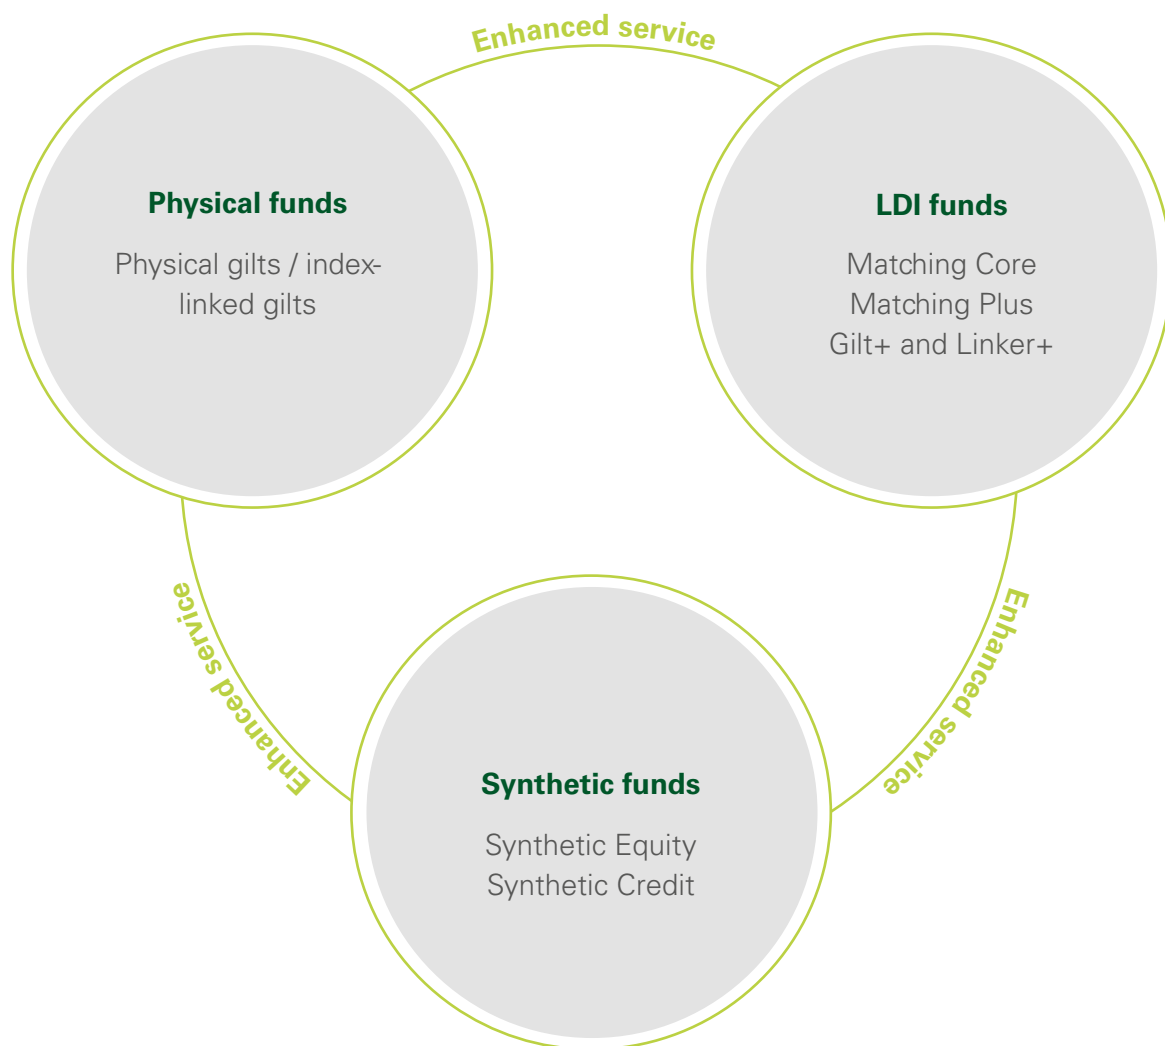 Enhanced service
Physical funds
Physical gilts / index-
linked gilts
LDI funds
Matching Core
Matching Plus
Gilt+ and Linker+
Enhanced service
Enhanced service
Synthetic funds
Synthetic Equity
Synthetic Credit